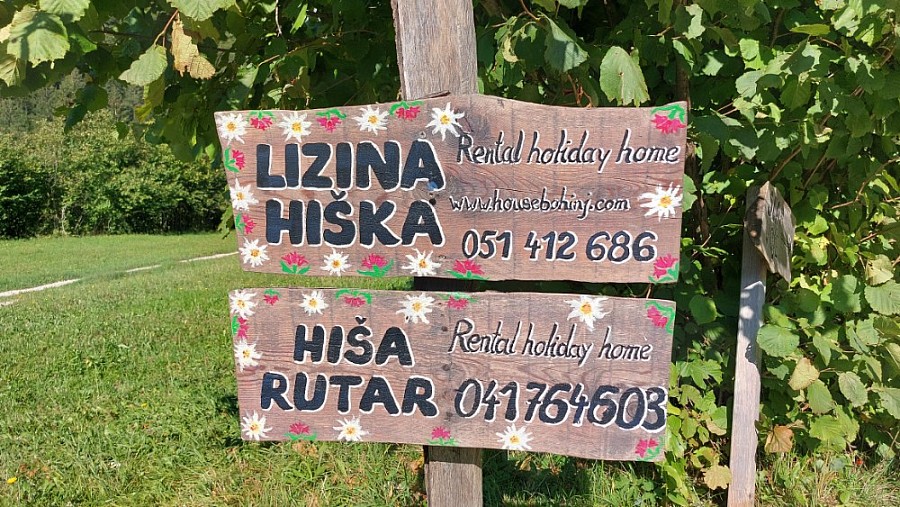 LIZINA
HIŠKA
Rental holiday home
www.housebohinj.com
051 412 686
HIŠA
RUTAR
Rental holiday home
041764603